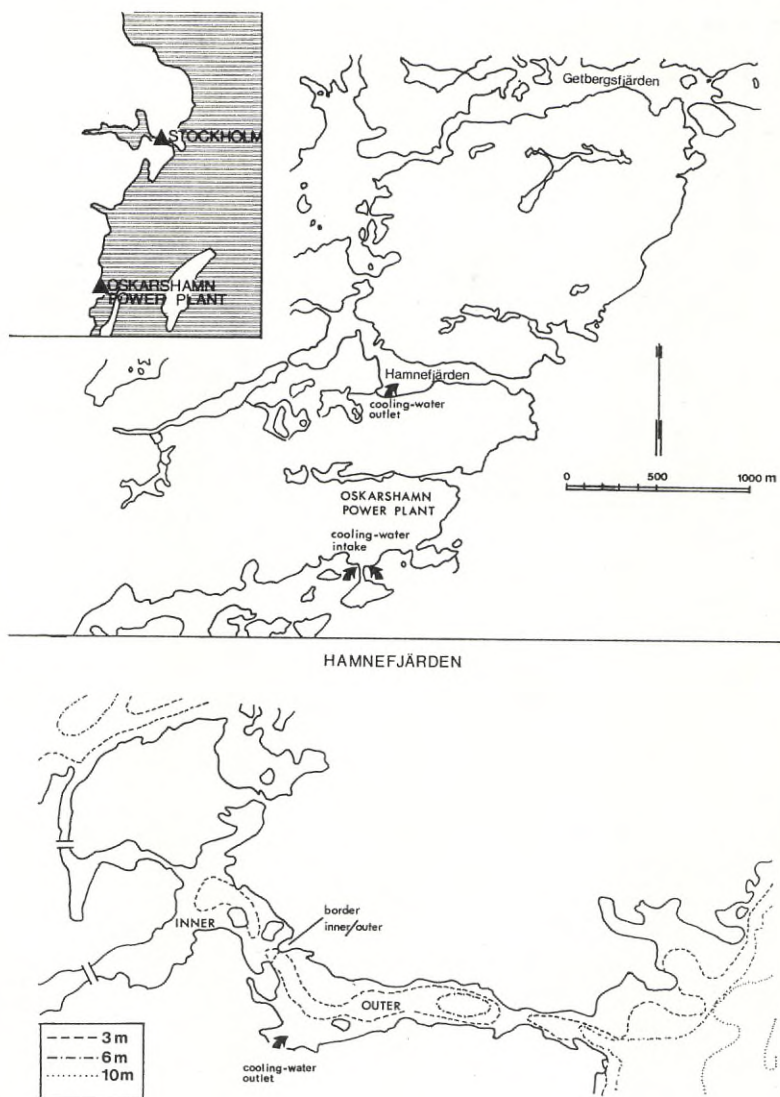 STOCKHOLM
OSKARSHAMN
POWER PLANT
Getbergsfjärden
Hamnefjärden
cooling-water
outlet
OSKARSHAMN
POWER PLANT
cooling-water
intake
0 500 1000 m
HAMNEFJÄRDEN
INNER
border
inner/outer
OUTER
3 m
6 m
10m
cooling-water
outlet